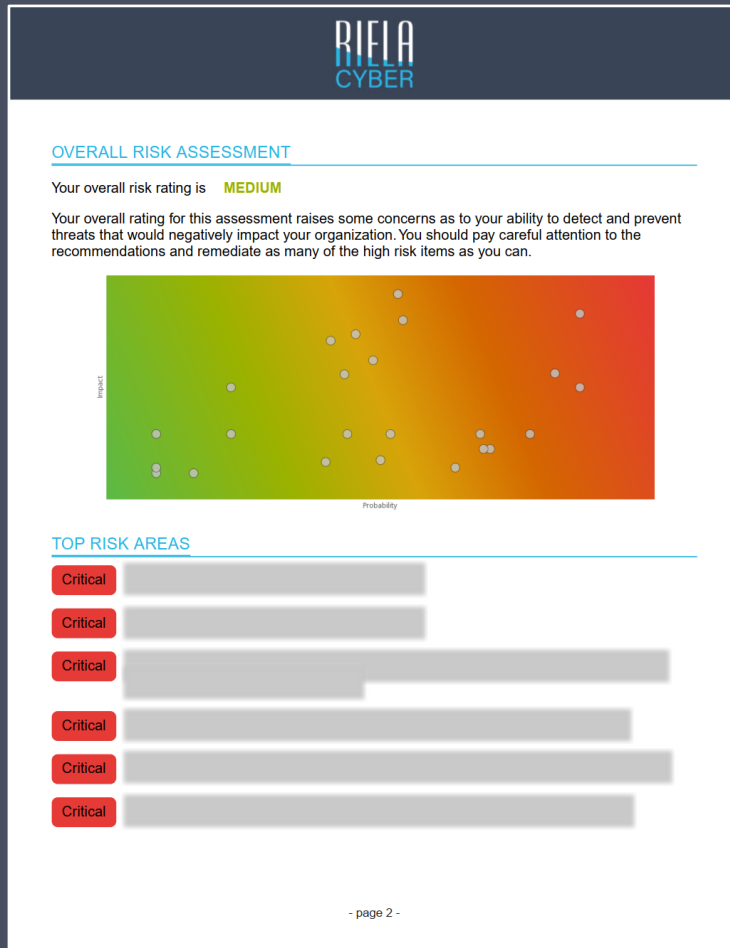 RIELA
CYBER
OVERALL RISK ASSESSMENT
Your overall risk rating is MEDIUM
Your overall rating for this assessment raises some concerns as to your ability to detect and prevent
threats that would negatively impact your organization. You should pay careful attention to the
recommendations and remediate as many of the high risk items as you can.
Impact
Probability
TOP RISK AREAS
Critical
Critical
Critical
Critical
Critical
Critical
- page 2 -